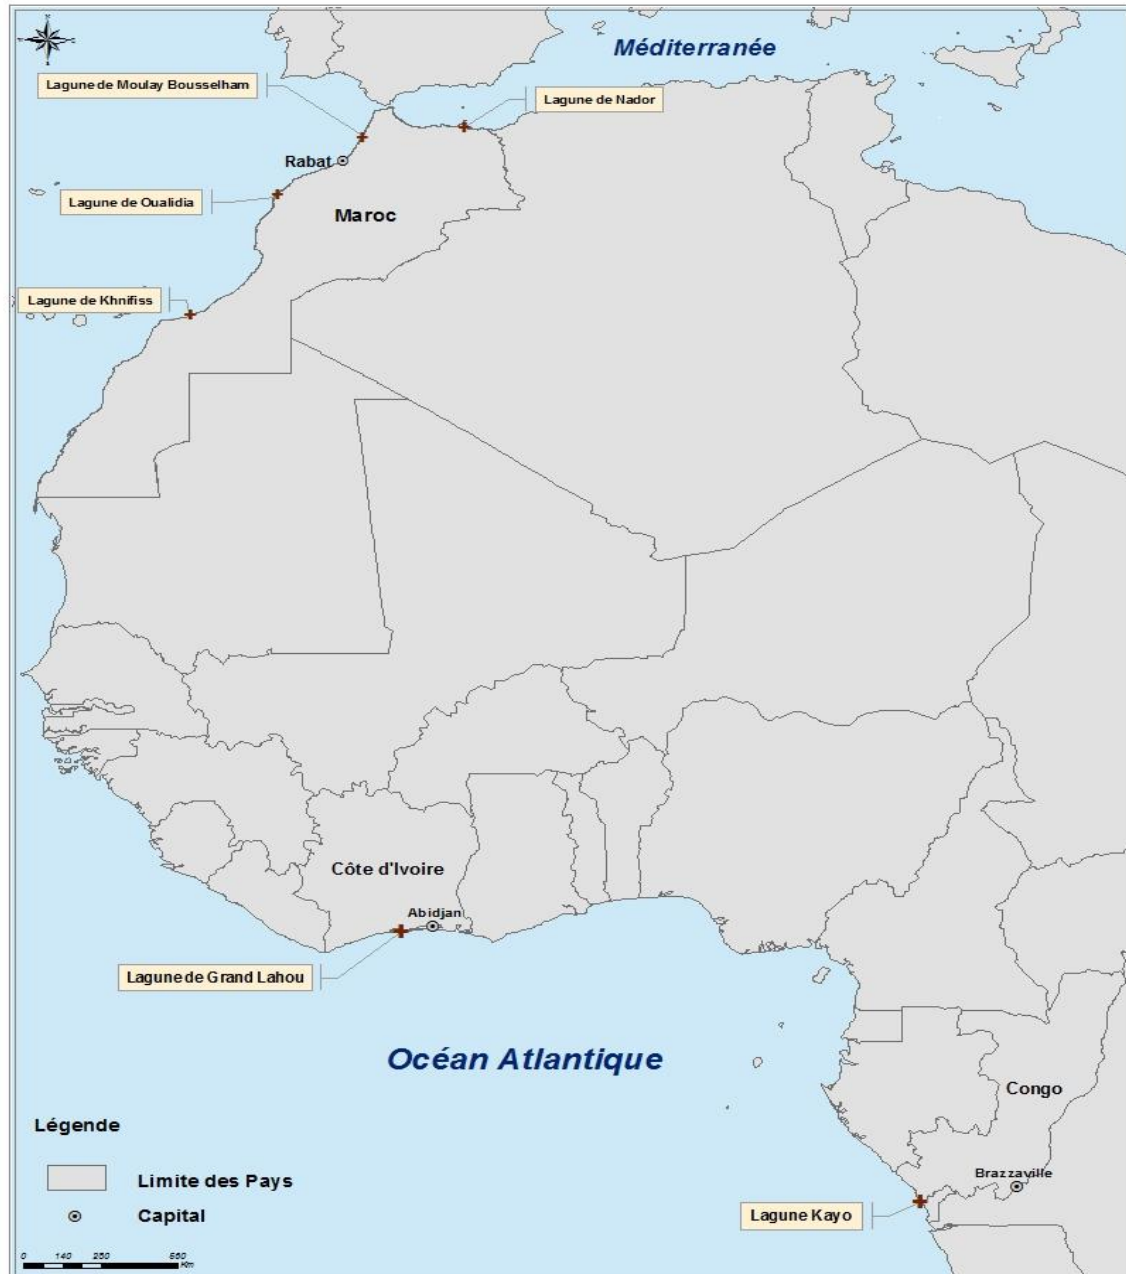 Méditerranée
Lagune de Moulay Bousselham
Lagune de Nador
Rabat
Lagune de Oualidia
Maroc
Lagune de Khnifiss
Côte d'Ivoire
Abidjan
Lagune de Grand Lahou
Océan Atlantique
Congo
Légende
Brazzaville
Limite des Pays
Lagune Kayo
Capital
0 140 280 560
Km